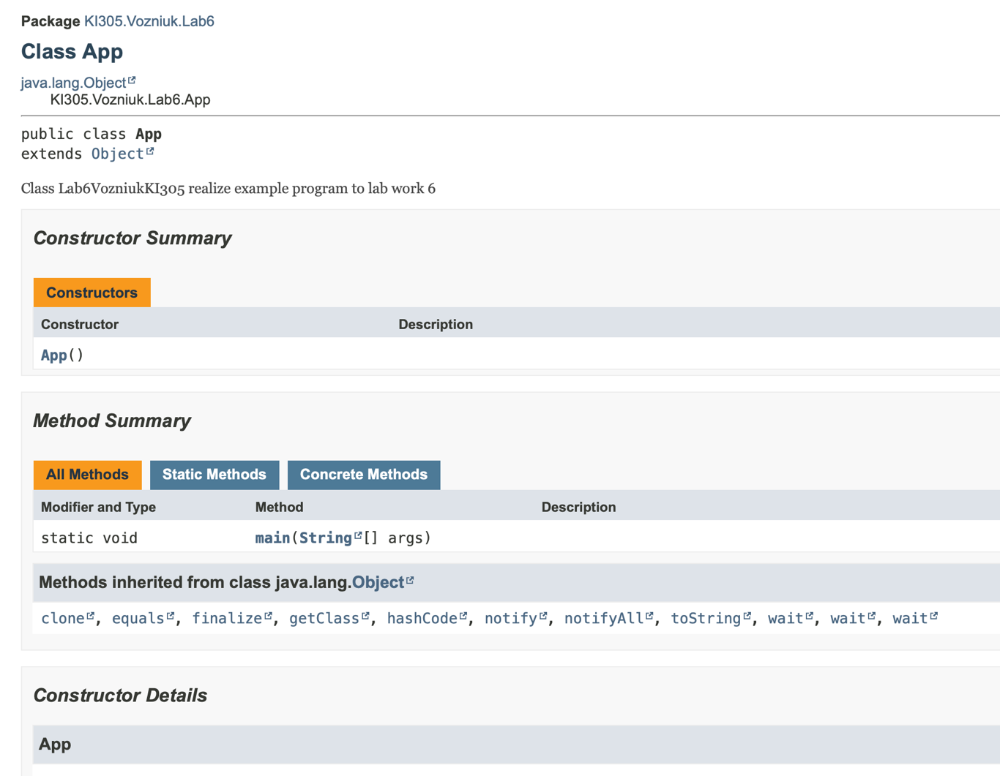 Package KI305.Vozniuk.Lab6
Class App
java.lang.Object
KI305.Vozniuk.Lab6.App
public class App
extends Object
Class Lab6VozniukKI305 realize example program to lab work 6
Constructor Summary
Constructors
Constructor Description
App()
Method Summary
All Methods Static Methods Concrete Methods
Modifier and Type Method Description
static void main(String[] args)
Methods inherited from class java.lang.Object
clone, equals, finalize, getClass, hashCode, notify, notifyAll, toString, wait, wait, wait
Constructor Details
App